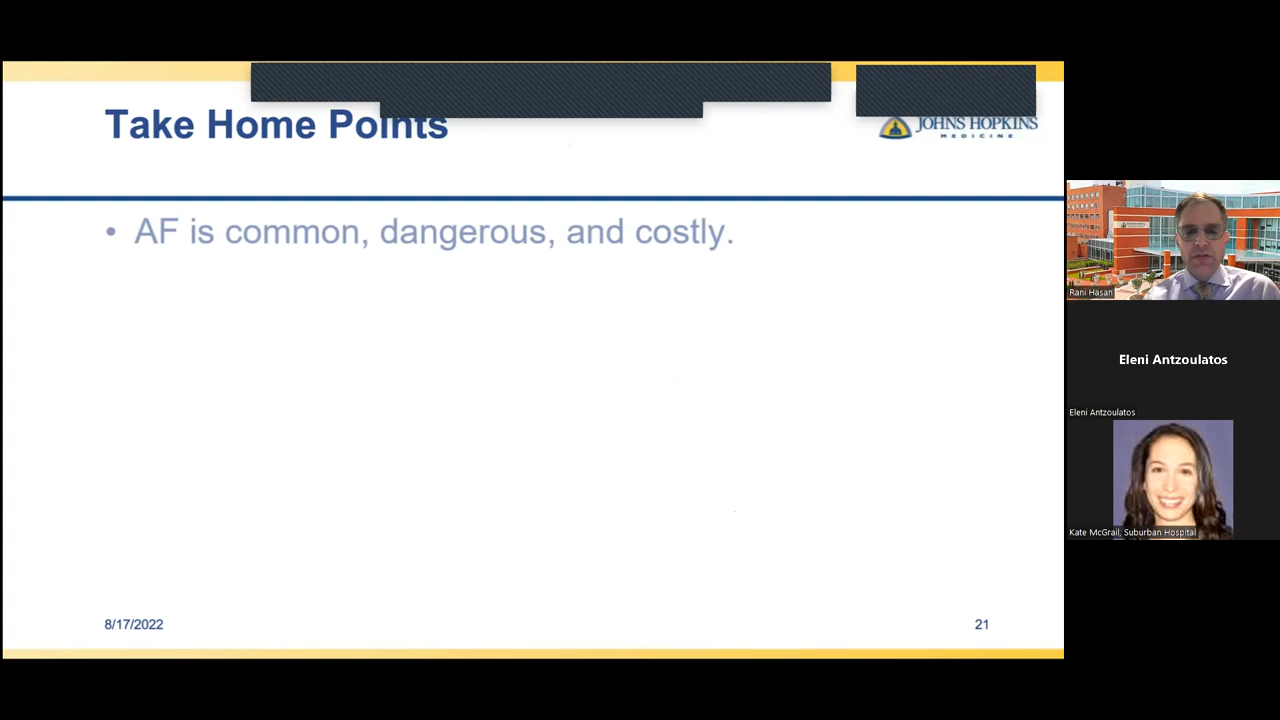 Take Home Points
JOHNS HOPKINS
MEDICINE
• AF is common, dangerous, and costly.
8/17/2022
21
Rani Hasan
Eleni Antzoulatos
Eleni Antzoulatos
Kate McGrail, Suburban Hospital